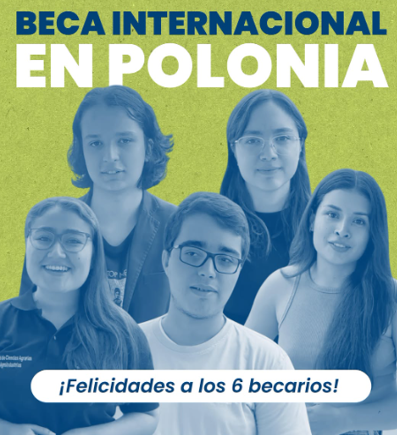 BECA INTERNACIONAL
EN POLONIA
¡Felicidades a los 6 becarios!